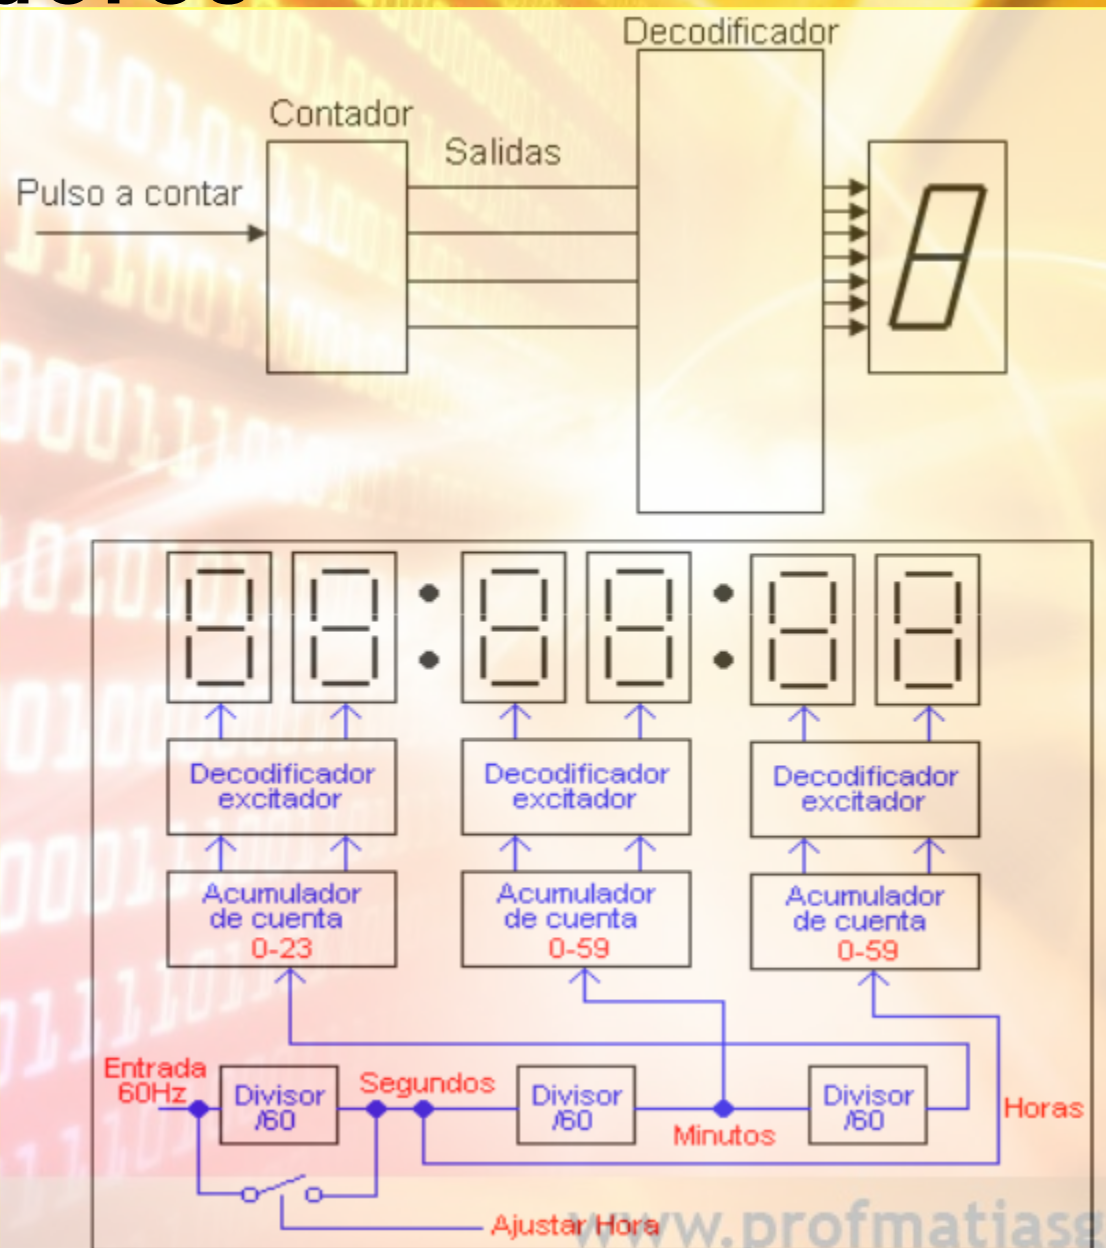 Decodificador
Contador
Salidas
Pulso a contar
Decodificador
excitador
Decodificador
excitador
Decodificador
excitador
Acumulador
de cuenta
0-23
Acumulador
de cuenta
0-59
Acumulador
de cuenta
0-59
Entrada
60Hz
Divisor
/60
Segundos
Divisor
/60
Minutos
Divisor
/60
Horas
Ajustar Hora
www.profmatiasg